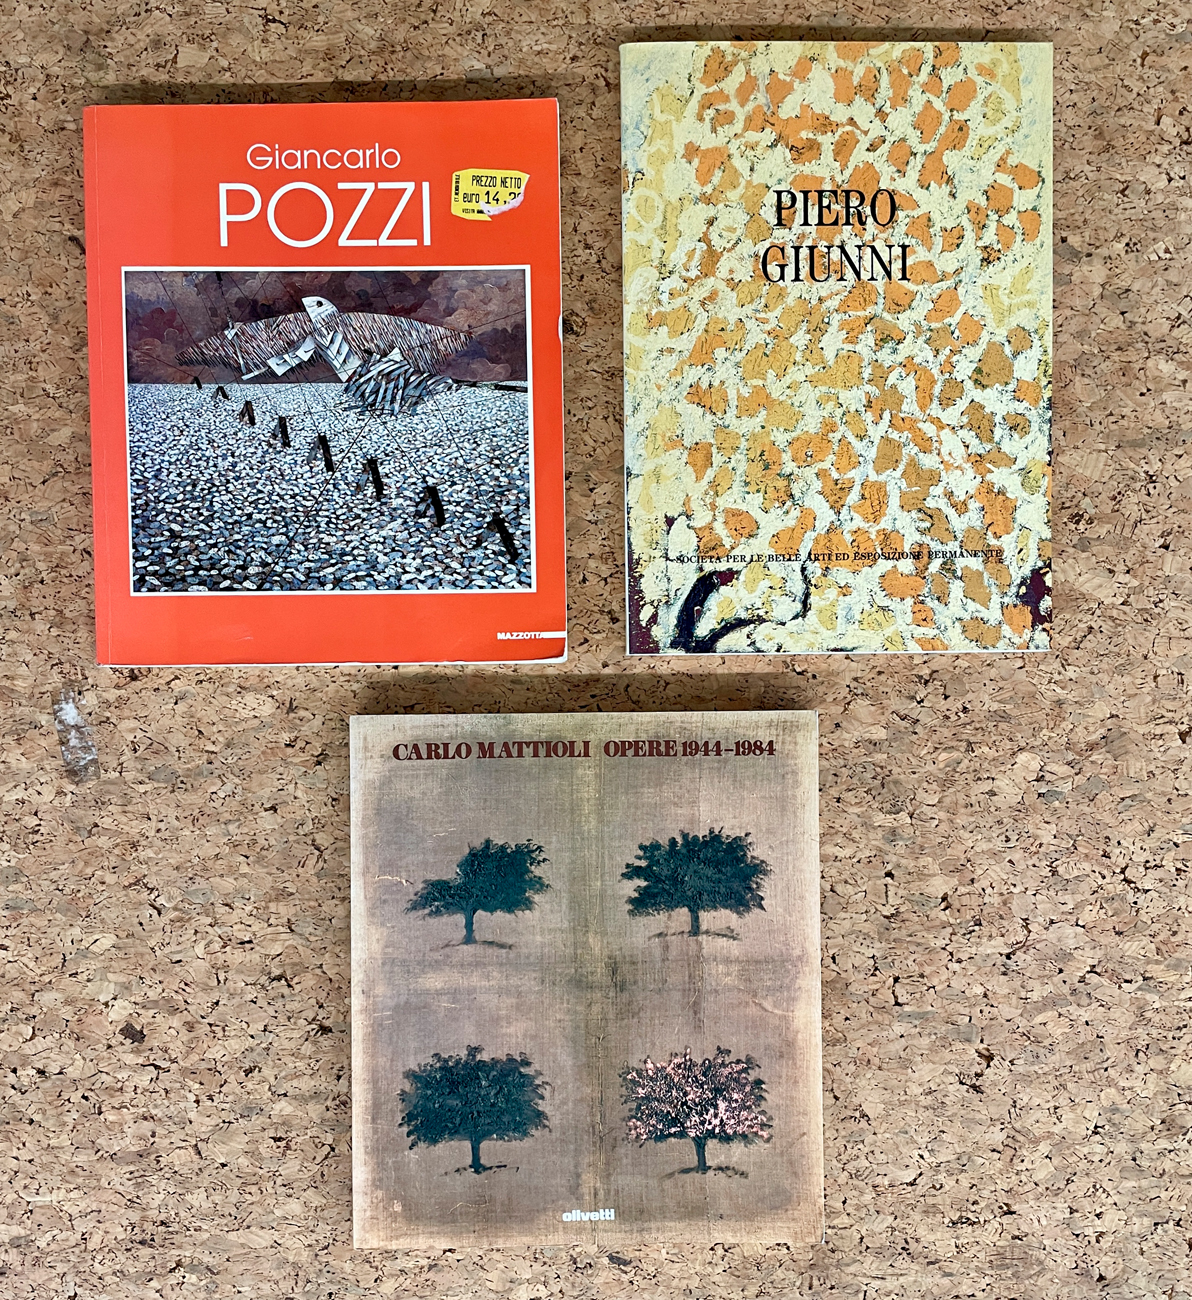 Giancarlo
POZZI
PREZZO NETTO
euro 14,2
MAZZOTTA
PIERO
GIUNNI
SOCIETÀ PER LE BELLE ARTI ED ESPOSIZIONE PERMANENTE
CARLO MATTIOLI OPERE 1944-1984
olivetti